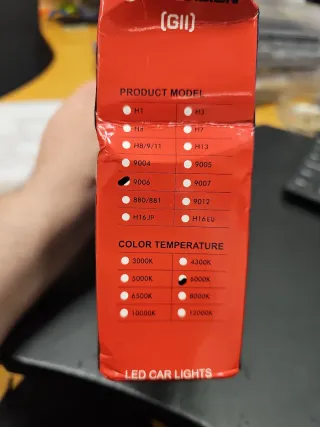 (GII)
PRODUCT MODEL
H1 H3
H4 H7
H8/9/11 H13
9004 9005
9006 9007
880/881 9012
H16JP H16EU
COLOR TEMPERATURE
3000K 4300K
5000K 6000K
6500K 8000K
10000K 12000K
LED CAR LIGHTS